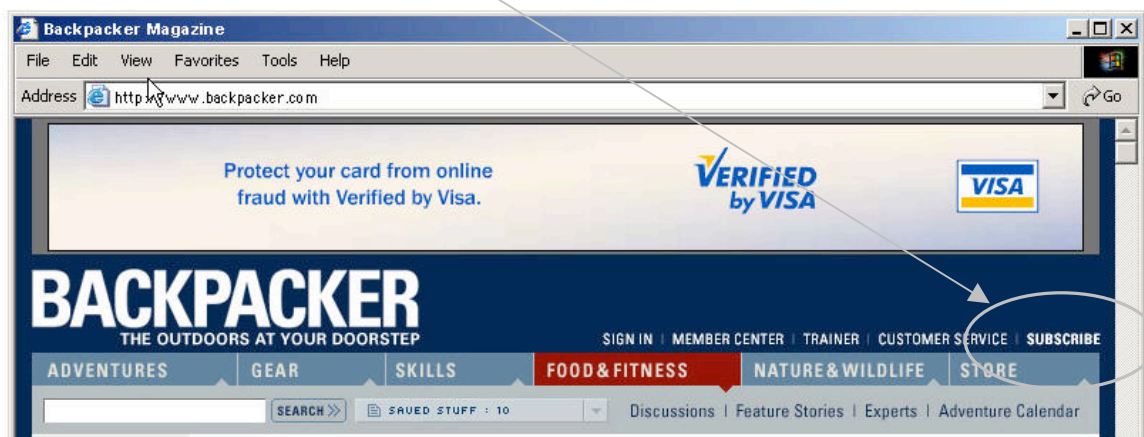 Backpacker Magazine
File Edit View Favorites Tools Help
Address http://www.backpacker.com Go
Protect your card from online
fraud with Verified by Visa.
VERIFIED
by VISA
VISA
BACKPACKER
THE OUTDOORS AT YOUR DOORSTEP
SIGN IN | MEMBER CENTER | TRAINER | CUSTOMER SERVICE | SUBSCRIBE
ADVENTURES GEAR SKILLS FOOD & FITNESS NATURE & WILDLIFE STORE
SEARCH SAVED STUFF : 10 Discussions | Feature Stories | Experts | Adventure Calendar